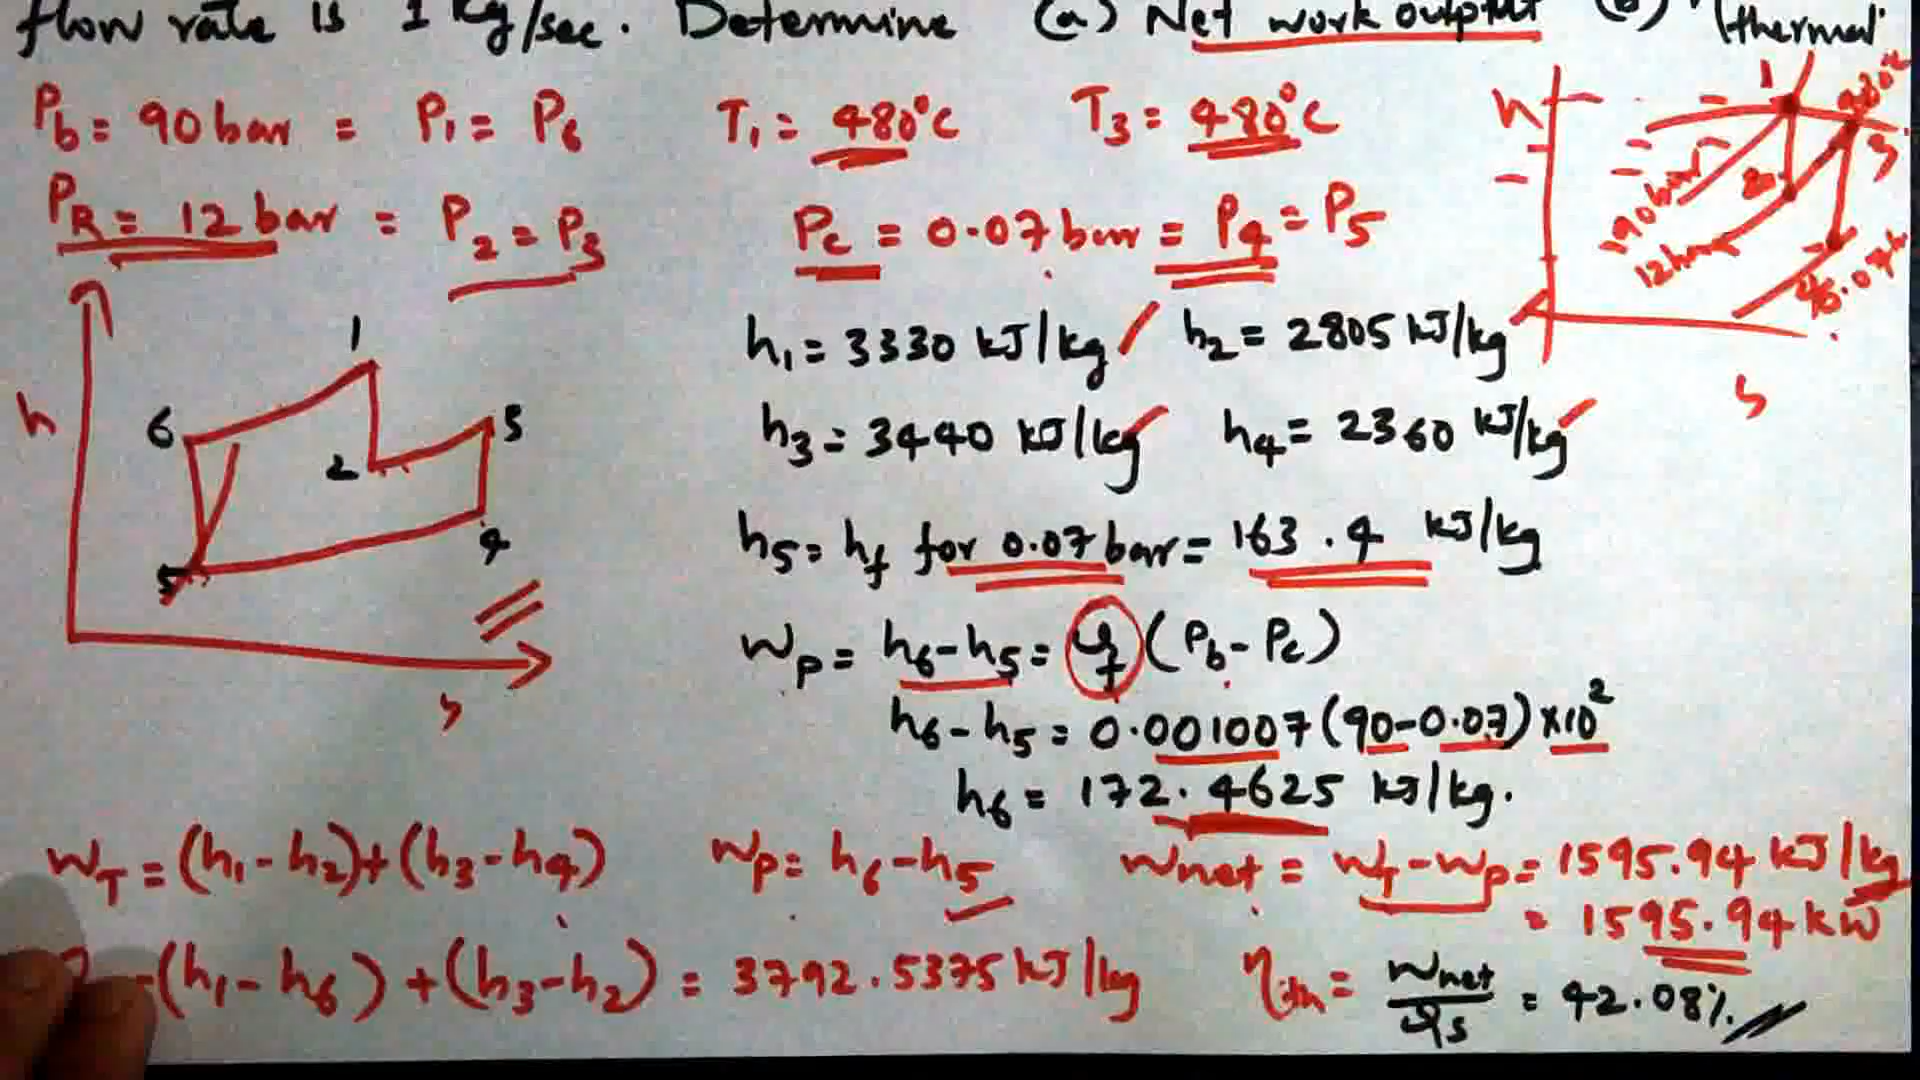 flow rate is 1 kg/sec. Determine (a) Net work output (b) η thermal
Pb = 90 bar = P1 = P6 T1 = 480°C T3 = 480°C
PR = 12 bar = P2 = P3 Pc = 0.07 bar = P4 = P5
h 1 480°C 3 90 bar 2 12 bar 4 0.07 s
h 1 6 2 3 5 4 s
h1 = 3330 kJ/kg h2 = 2805 kJ/kg
h3 = 3440 kJ/kg h4 = 2360 kJ/kg
h5 = hf for 0.07 bar = 163.4 kJ/kg
wp = h6-h5 = vf (Pb-Pc)
h6-h5 = 0.001007 (90-0.07) x10²
h6 = 172.4625 kJ/kg.
wT = (h1-h2)+(h3-h4) wp = h6-h5 wnet = wT-wp = 1595.94 kJ/kg
= 1595.94 kW
(h1-h6) + (h3-h2) = 3792.5375 kJ/kg ηth = wnet/Qs = 42.08%